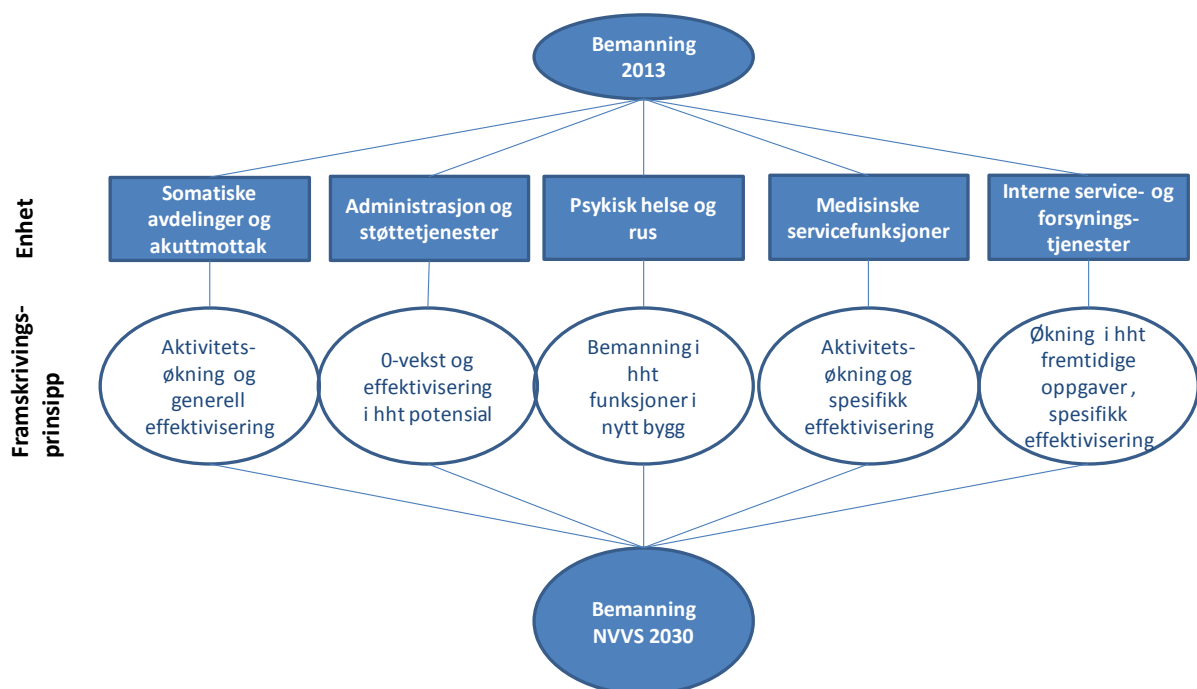 Bemanning
2013
Enhet
Somatiske
avdelinger og
akuttmottak
Administrasjon og
støttetjenester
Psykisk helse og
rus
Medisinske
servicefunksjoner
Interne service- og
forsynings-
tjenester
Framskrivings-
prinsipp
Aktivitets-
økning og
generell
effektivisering
0-vekst og
effektivisering
i hht potensial
Bemanning i
hht
funksjoner i
nytt bygg
Aktivitets-
økning og
spesifikk
effektivisering
Økning i hht
fremtidige
oppgaver ,
spesifikk
effektivisering
Bemanning
NVVS 2030